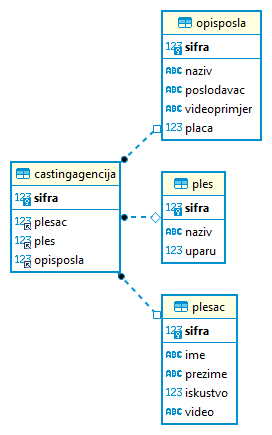 opisposla
123 sifra
ABC naziv
ABC poslodavac
ABC videoprimjer
123 placa
castingagencija
123 sifra
123 plesac
123 ples
123 opisposla
ples
123 sifra
ABC naziv
123 uparu
plesac
123 sifra
ABC ime
ABC prezime
123 iskustvo
ABC video